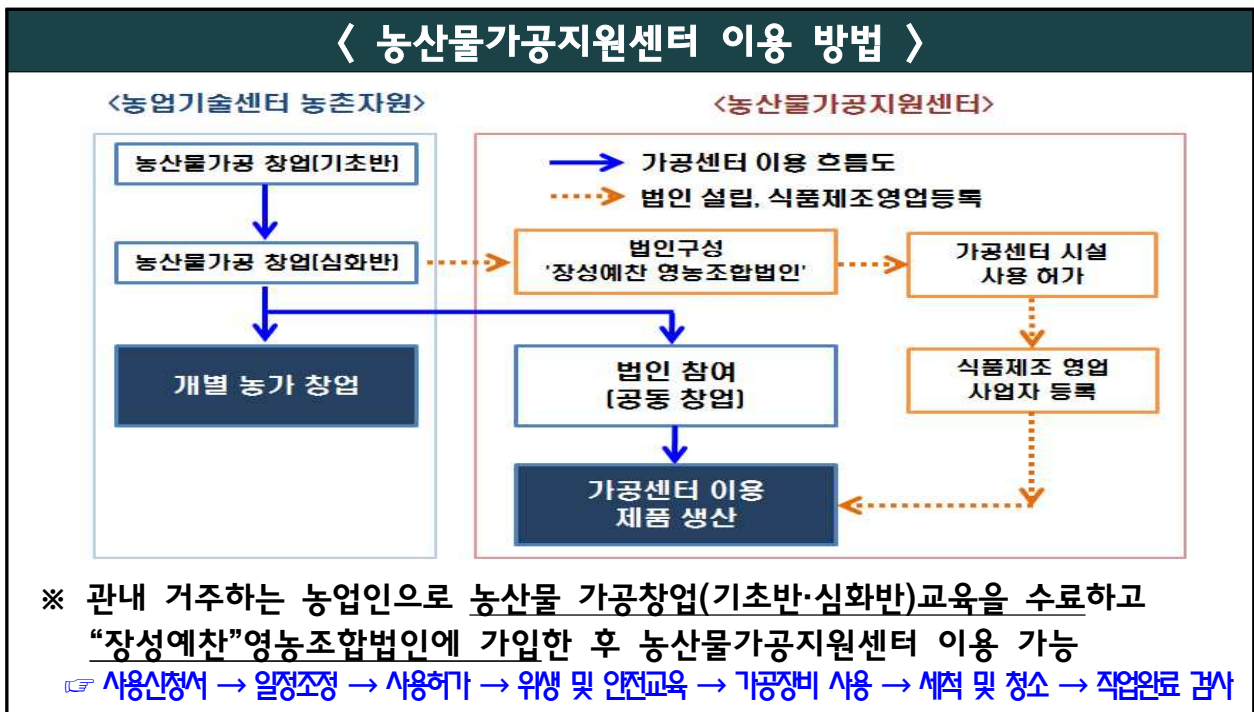 〈 농산물가공지원센터 이용 방법 〉
<농업기술센터 농촌자원>
농산물가공 창업(기초반)
농산물가공 창업(심화반)
개별 농가 창업
<농산물가공지원센터>
가공센터 이용 흐름도
법인 설립, 식품제조영업등록
법인구성
'장성예찬 영농조합법인'
가공센터 시설
사용 허가
법인 참여
(공동 창업)
식품제조 영업
사업자 등록
가공센터 이용
제품 생산
※ 관내 거주하는 농업인으로 농산물 가공창업(기초반·심화반)교육을 수료하고
“장성예찬”영농조합법인에 가입한 후 농산물가공지원센터 이용 가능
☞ 사용신청서 → 일정조정 → 사용허가 → 위생 및 안전교육 → 가공장비 사용 → 세척 및 청소 → 작업완료 검사